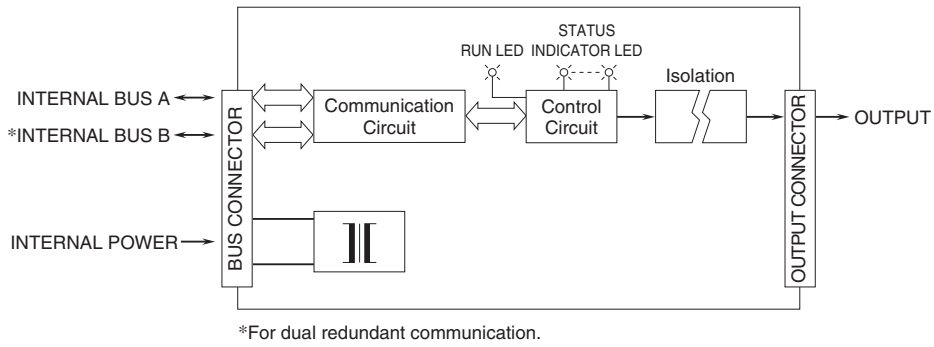 STATUS
RUN LED INDICATOR LED
Isolation
INTERNAL BUS A
*INTERNAL BUS B
BUS CONNECTOR
Communication
Circuit
Control
Circuit
OUTPUT CONNECTOR
OUTPUT
INTERNAL POWER
*For dual redundant communication.